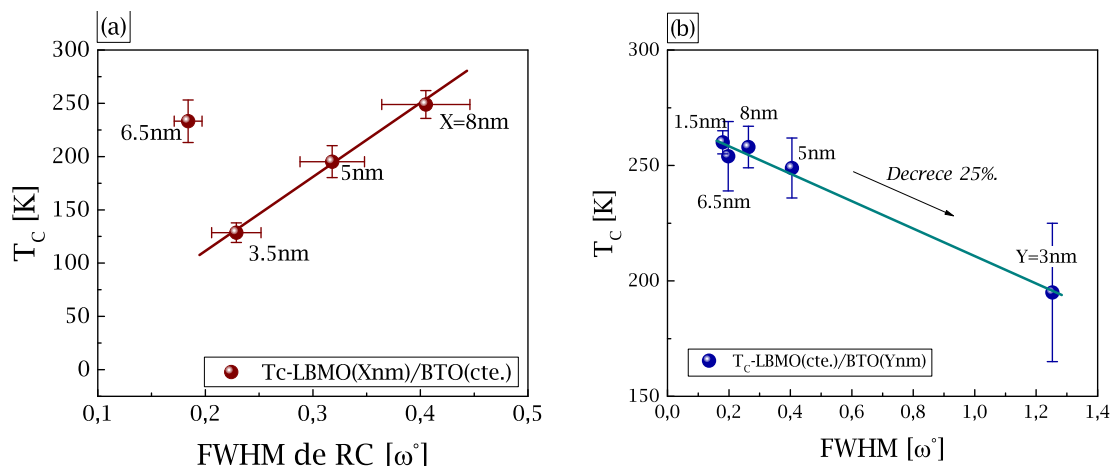 (a)
300
250
200
150
100
50
0
T_C [K]
6.5nm
X=8nm
5nm
3.5nm
Tc-LBMO(Xnm)/BTO(cte.)
0,1 0,2 0,3 0,4 0,5
FWHM de RC [ω°]
(b)
300
250
200
150
T_C [K]
1.5nm
8nm
5nm
6.5nm
Decrece 25%.
Y=3nm
T_C-LBMO(cte.)/BTO(Ynm)
0,0 0,2 0,4 0,6 0,8 1,0 1,2 1,4
FWHM [ω°]